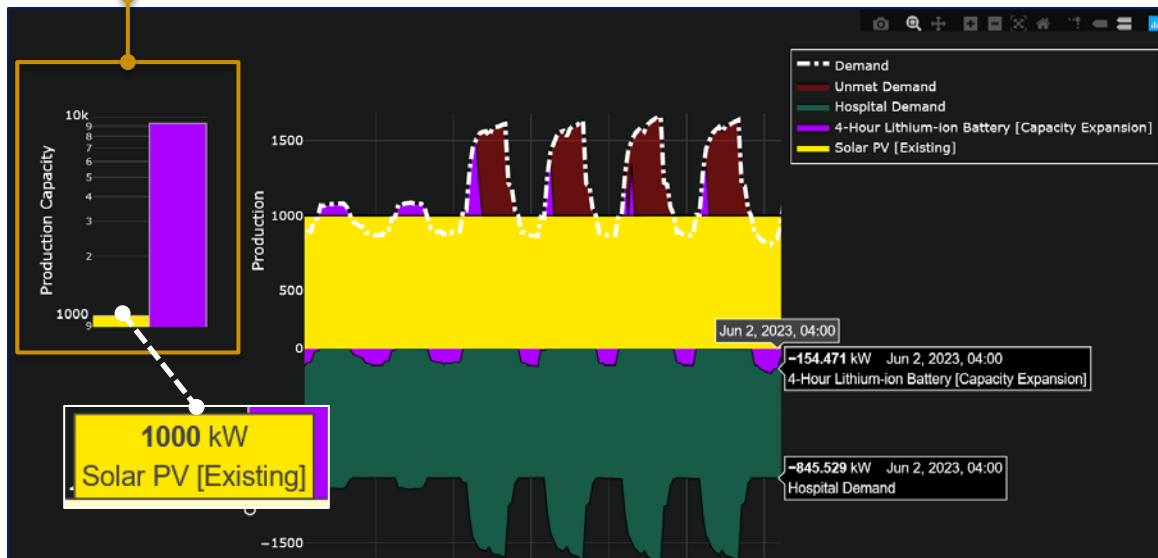 10k
9
8
7
6
5
4
3
2
1000
9
Production Capacity
1000 kW
Solar PV [Existing]
Production
1500
1000
500
0
−1500
Demand
Unmet Demand
Hospital Demand
4-Hour Lithium-ion Battery [Capacity Expansion]
Solar PV [Existing]
Jun 2, 2023, 04:00
−154.471 kW Jun 2, 2023, 04:00
4-Hour Lithium-ion Battery [Capacity Expansion]
−845.529 kW Jun 2, 2023, 04:00
Hospital Demand